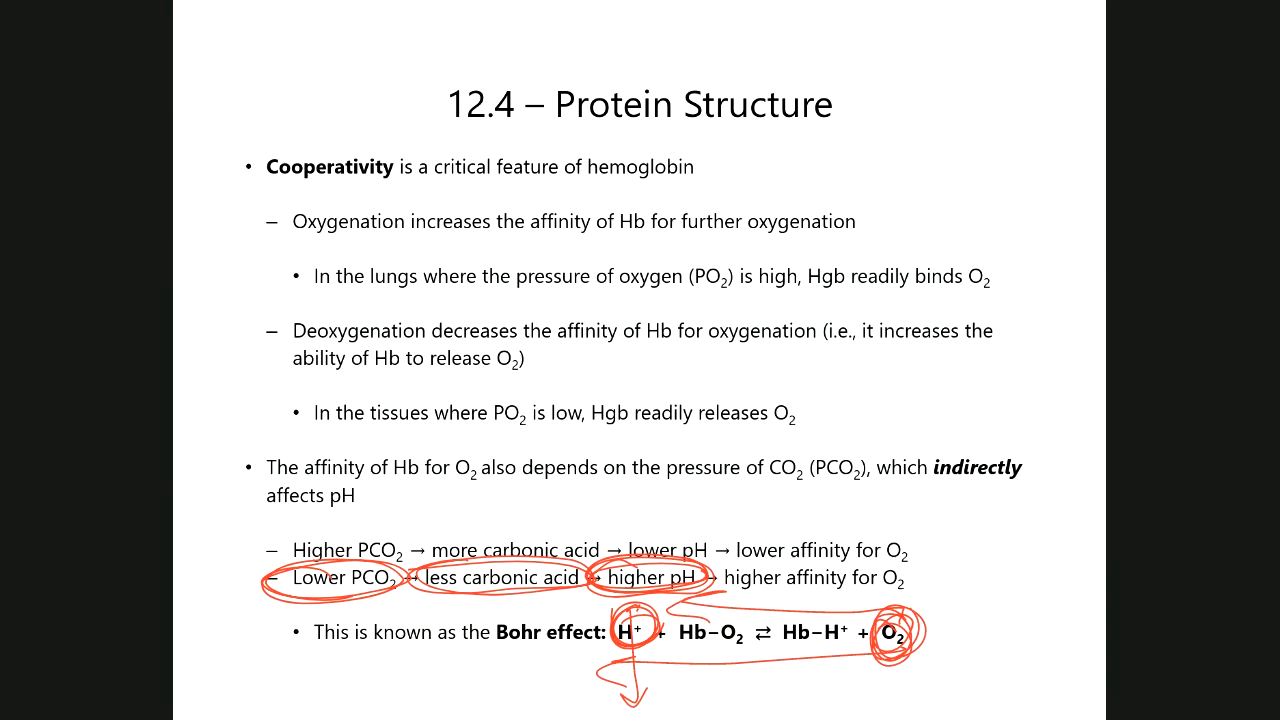 12.4 – Protein Structure
• Cooperativity is a critical feature of hemoglobin
– Oxygenation increases the affinity of Hb for further oxygenation
• In the lungs where the pressure of oxygen (PO₂) is high, Hgb readily binds O₂
– Deoxygenation decreases the affinity of Hb for oxygenation (i.e., it increases the
ability of Hb to release O₂)
• In the tissues where PO₂ is low, Hgb readily releases O₂
• The affinity of Hb for O₂ also depends on the pressure of CO₂ (PCO₂), which indirectly
affects pH
– Higher PCO₂ → more carbonic acid → lower pH → lower affinity for O₂
– Lower PCO₂ → less carbonic acid → higher pH → higher affinity for O₂
• This is known as the Bohr effect: H⁺ + Hb–O₂ ⇄ Hb–H⁺ + O₂